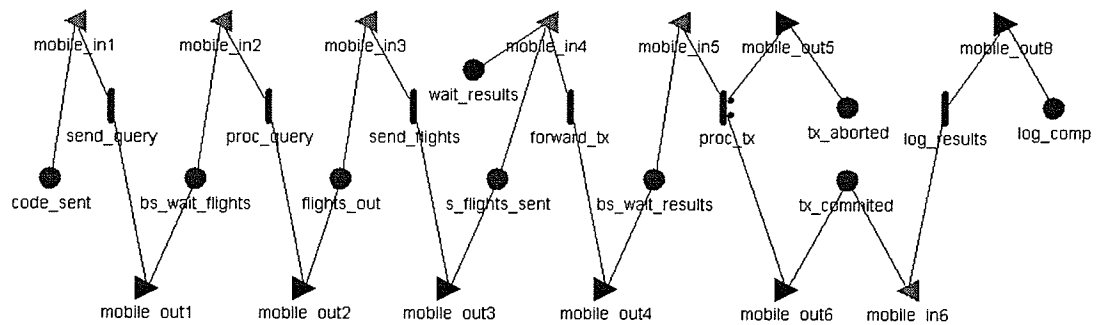 mobile_in1 mobile_in2 mobile_in3 mobile_in4 mobile_in5 mobile_out5 mobile_out8
wait_results
send_query proc_query send_flights forward_tx proc_tx tx_aborted log_results log_comp
code_sent bs_wait_flights flights_out s_flights_sent bs_wait_results tx_commited
mobile_out1 mobile_out2 mobile_out3 mobile_out4 mobile_out6 mobile_in6